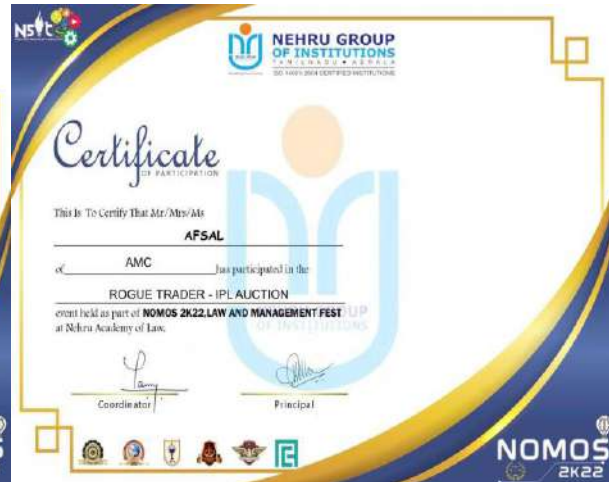 NEHRU GROUP
OF INSTITUTIONS
TAMILNADU • KERALA
Certificate
OF PARTICIPATION
This Is To Certify That Mr/Mrs/Ms
AFSAL
of AMC has participated in the
ROGUE TRADER - IPL AUCTION
event held as part of NOMOS 2K22,LAW AND MANAGEMENT FEST
at Nehru Academy of Law.
Coordinator Principal
NOMOS
2K22